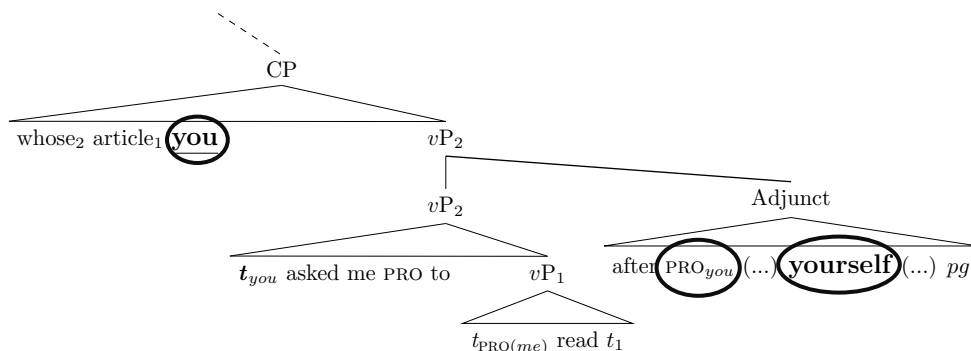 CP
whose₂ article₁ you
vP₂
vP₂
Adjunct
t_you asked me PRO to
vP₁
after PRO_you (...) yourself (...) pg
t_PRO(me) read t₁